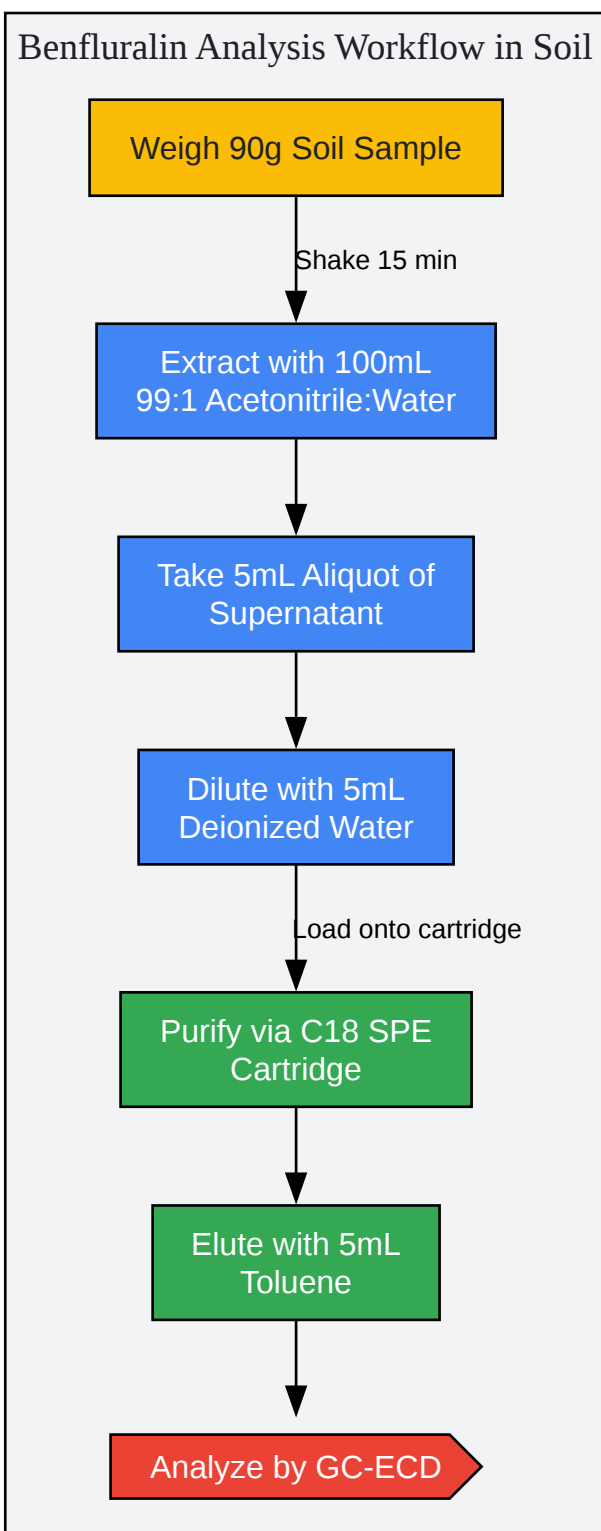 Benfluralin Analysis Workflow in Soil
Weigh 90g Soil Sample
Shake 15 min
Extract with 100mL
99:1 Acetonitrile:Water
Take 5mL Aliquot of
Supernatant
Dilute with 5mL
Deionized Water
Load onto cartridge
Purify via C18 SPE
Cartridge
Elute with 5mL
Toluene
Analyze by GC-ECD